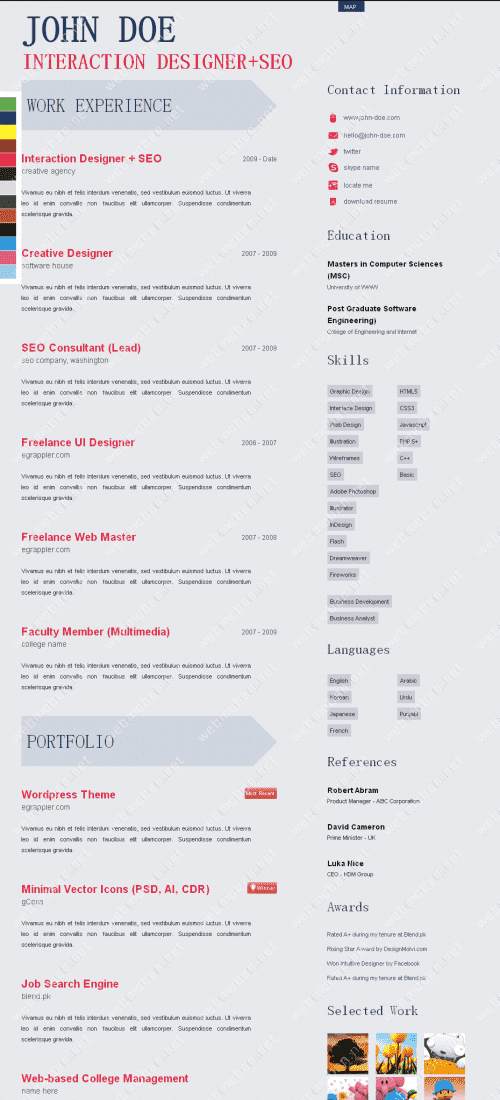 MAP
JOHN DOE
INTERACTION DESIGNER+SEO
WORK EXPERIENCE
Interaction Designer + SEO
2009 - Date
creative agency
Vivamus eu nibh et felis interdum venenatis, sed vestibulum euismod luctus. Ut viverra
leo id enim convallis non faucibus elit ullamcorper. Suspendisse condimentum
scelerisque gravida.
Creative Designer
2007 - 2009
software house
Vivamus eu nibh et felis interdum venenatis, sed vestibulum euismod luctus. Ut viverra
leo id enim convallis non faucibus elit ullamcorper. Suspendisse condimentum
scelerisque gravida.
SEO Consultant (Lead)
2007 - 2009
seo company, washington
Vivamus eu nibh et felis interdum venenatis, sed vestibulum euismod luctus. Ut viverra
leo id enim convallis non faucibus elit ullamcorper. Suspendisse condimentum
scelerisque gravida.
Freelance UI Designer
2006 - 2007
egrappler.com
Vivamus eu nibh et felis interdum venenatis, sed vestibulum euismod luctus. Ut viverra
leo id enim convallis non faucibus elit ullamcorper. Suspendisse condimentum
scelerisque gravida.
Freelance Web Master
2007 - 2008
egrappler.com
Vivamus eu nibh et felis interdum venenatis, sed vestibulum euismod luctus. Ut viverra
leo id enim convallis non faucibus elit ullamcorper. Suspendisse condimentum
scelerisque gravida.
Faculty Member (Multimedia)
2007 - 2009
college name
Vivamus eu nibh et felis interdum venenatis, sed vestibulum euismod luctus. Ut viverra
leo id enim convallis non faucibus elit ullamcorper. Suspendisse condimentum
scelerisque gravida.
PORTFOLIO
Wordpress Theme
Most Recent
egrappler.com
Vivamus eu nibh et felis interdum venenatis, sed vestibulum euismod luctus. Ut viverra
leo id enim convallis non faucibus elit ullamcorper. Suspendisse condimentum
scelerisque gravida.
Minimal Vector Icons (PSD, AI, CDR)
Winner
gCons
Vivamus eu nibh et felis interdum venenatis, sed vestibulum euismod luctus. Ut viverra
leo id enim convallis non faucibus elit ullamcorper. Suspendisse condimentum
scelerisque gravida.
Job Search Engine
blend.pk
Vivamus eu nibh et felis interdum venenatis, sed vestibulum euismod luctus. Ut viverra
leo id enim convallis non faucibus elit ullamcorper. Suspendisse condimentum
scelerisque gravida.
Web-based College Management
name here
Contact Information
www.john-doe.com
hello@john-doe.com
twitter
skype name
locate me
download resume
Education
Masters in Computer Sciences
(MSC)
University of WWW
Post Graduate Software
Engineering)
College of Engineering and Internet
Skills
Graphic Design
HTML5
Interface Design
CSS3
Web Design
Javascript
Illustration
PHP 5+
Wireframes
C++
SEO
Basic
Adobe Photoshop
Illustrator
InDesign
Flash
Dreamweaver
Fireworks
Business Development
Business Analyst
Languages
English
Arabic
Korean
Urdu
Japanese
Punjabi
French
References
Robert Abram
Product Manager - ABC Corporation
David Cameron
Prime Minister - UK
Luka Nice
CEO - HDM Group
Awards
Rated A+ during my tenure at Blend.pk
Rising Star Award by DesignMolvi.com
Won Intuitive Designer by Facebook
Rated A+ during my tenure at Blend.pk
Selected Work